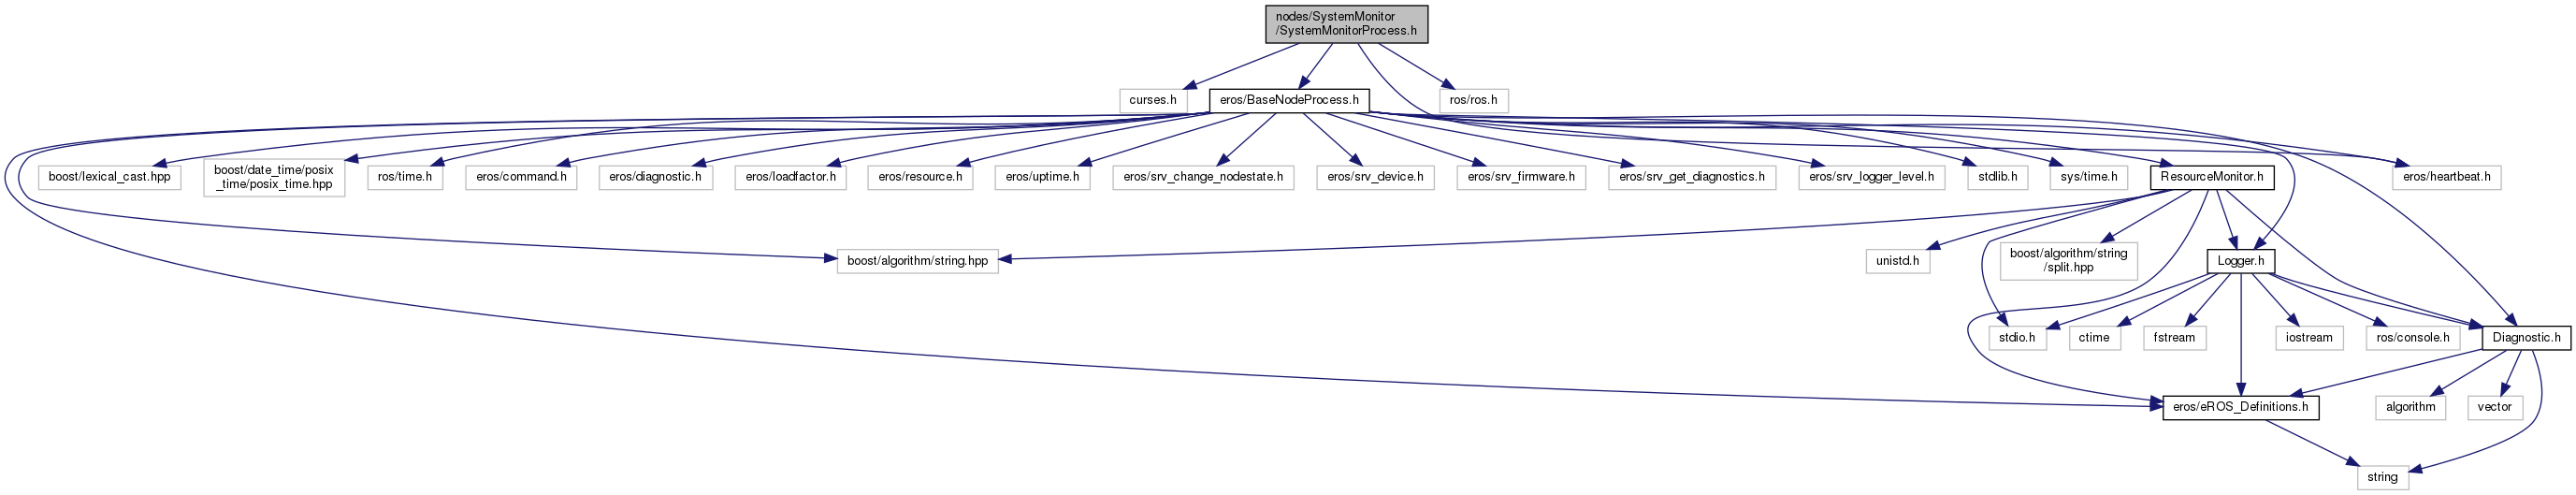 nodes/SystemMonitor
/SystemMonitorProcess.h
curses.h
eros/BaseNodeProcess.h
ros/ros.h
boost/lexical_cast.hpp
boost/date_time/posix
_time/posix_time.hpp
ros/time.h
eros/command.h
eros/diagnostic.h
eros/loadfactor.h
eros/resource.h
eros/uptime.h
eros/srv_change_nodestate.h
eros/srv_device.h
eros/srv_firmware.h
eros/srv_get_diagnostics.h
eros/srv_logger_level.h
stdlib.h
sys/time.h
ResourceMonitor.h
eros/heartbeat.h
boost/algorithm/string.hpp
unistd.h
boost/algorithm/string
/split.hpp
Logger.h
stdio.h
ctime
fstream
iostream
ros/console.h
Diagnostic.h
eros/eROS_Definitions.h
algorithm
vector
string